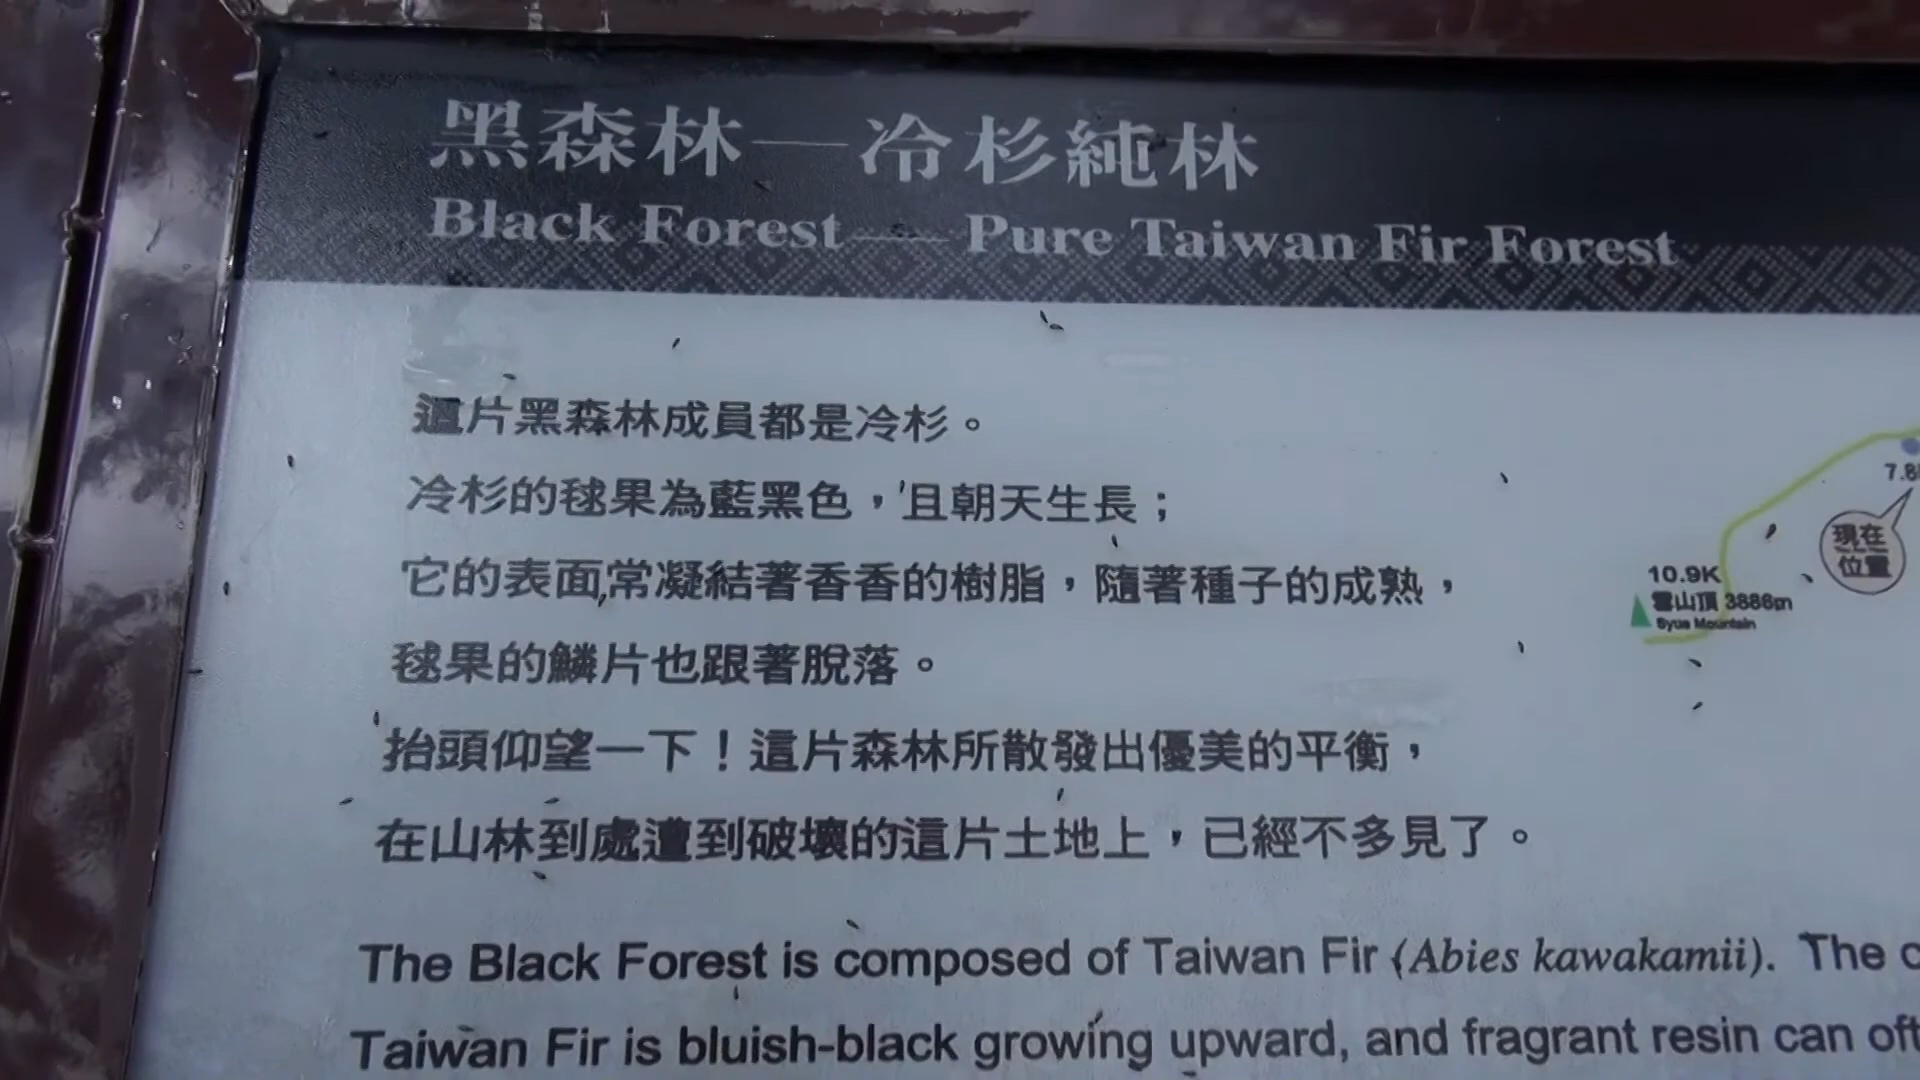 黑森林—冷杉純林
Black Forest — Pure Taiwan Fir Forest
這片黑森林成員都是冷杉。
冷杉的毬果為藍黑色，且朝天生長；
它的表面常凝結著香香的樹脂，隨著種子的成熟，
毬果的鱗片也跟著脫落。
抬頭仰望一下！這片森林所散發出優美的平衡，
在山林到處遭到破壞的這片土地上，已經不多見了。
The Black Forest is composed of Taiwan Fir (Abies kawakamii). The
Taiwan Fir is bluish-black growing upward, and fragrant resin can
現在
位置
10.9K
雪山頂 3886m
Syue Mountain